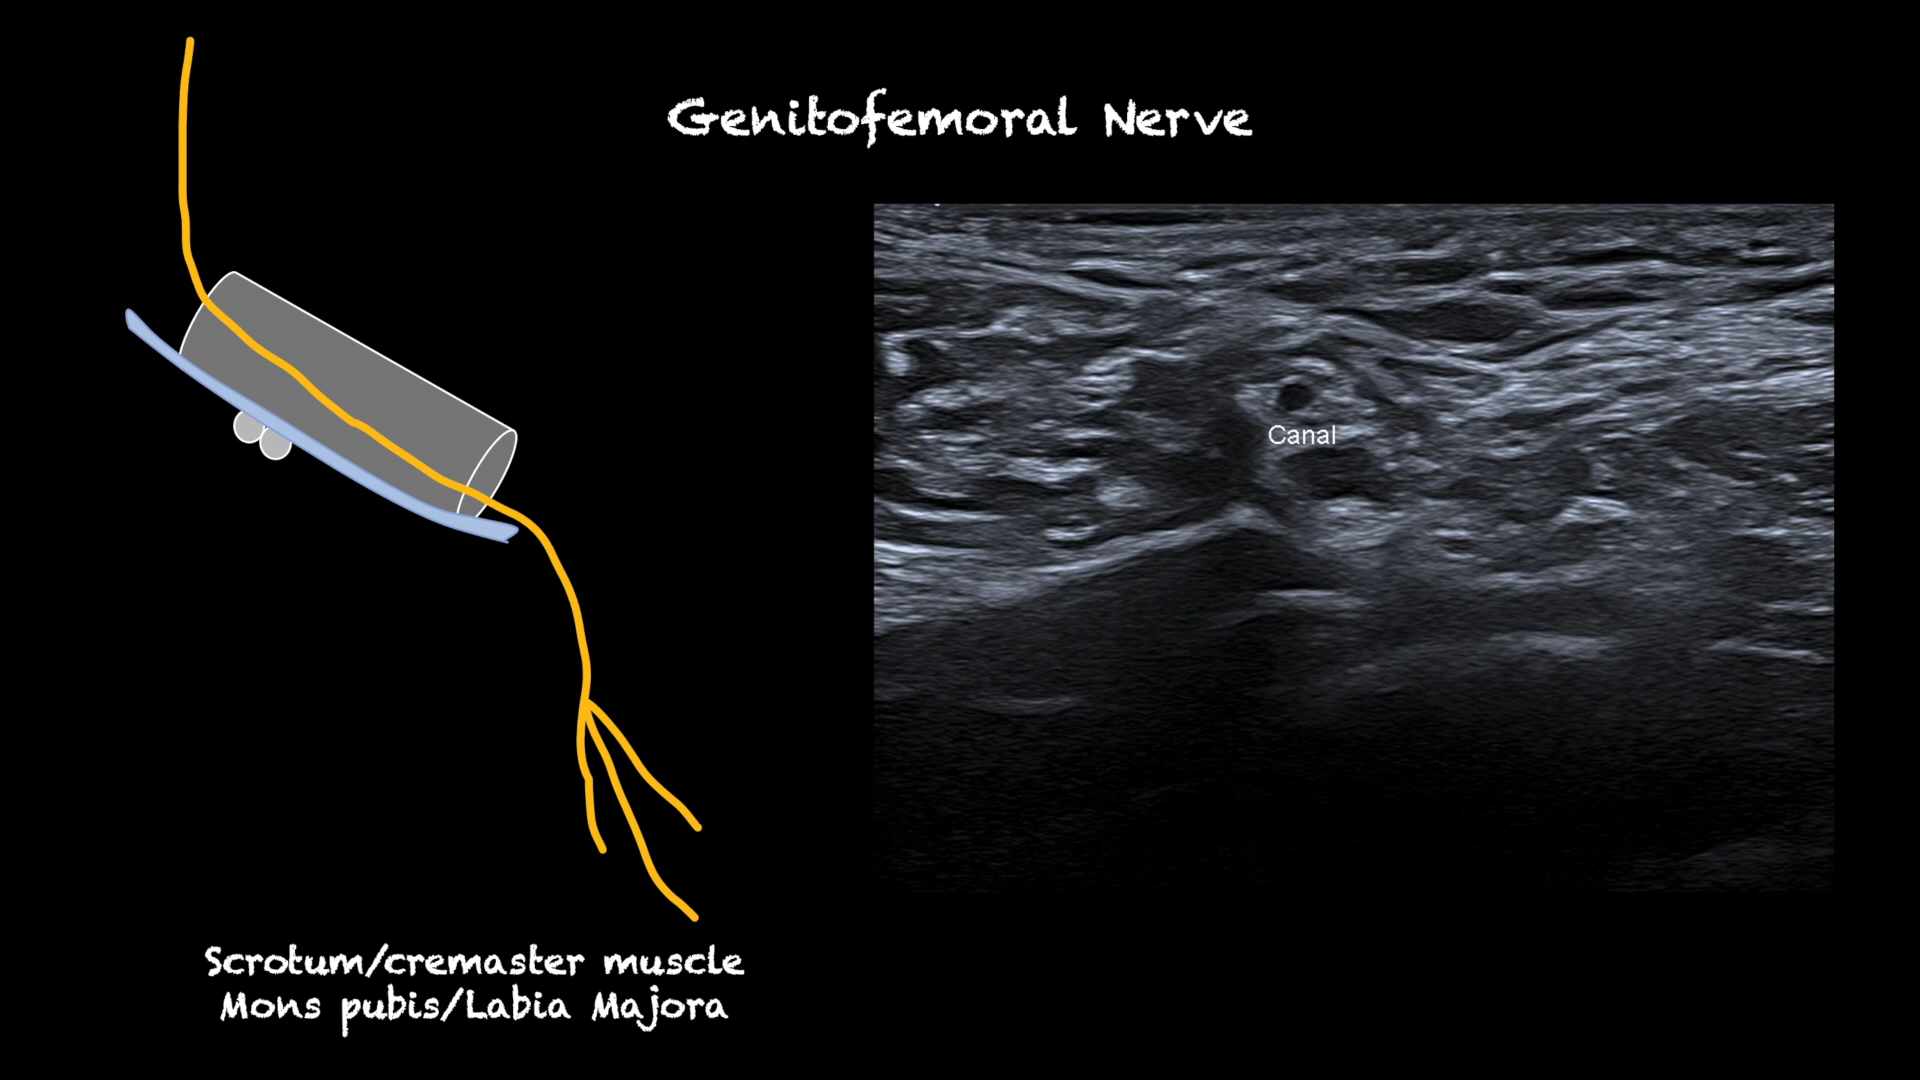 Genitofemoral Nerve
Canal
Scrotum/cremaster muscle
Mons pubis/Labia Majora